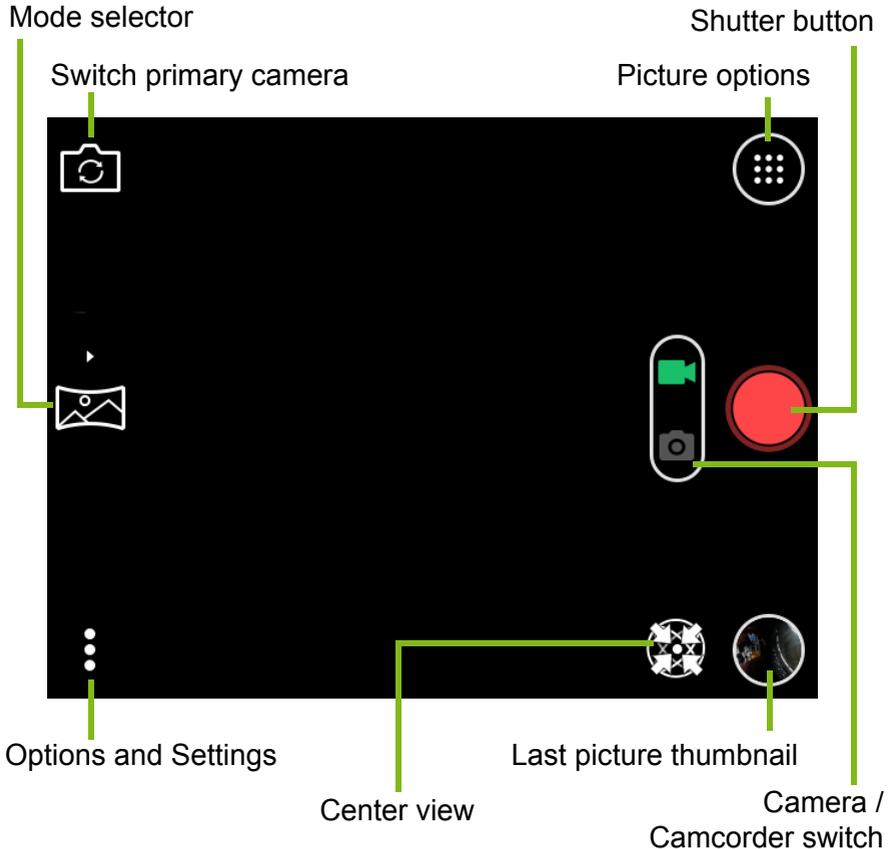 Mode selector
Shutter button
Switch primary camera
Picture options
Options and Settings
Last picture thumbnail
Center view
Camera /
Camcorder switch